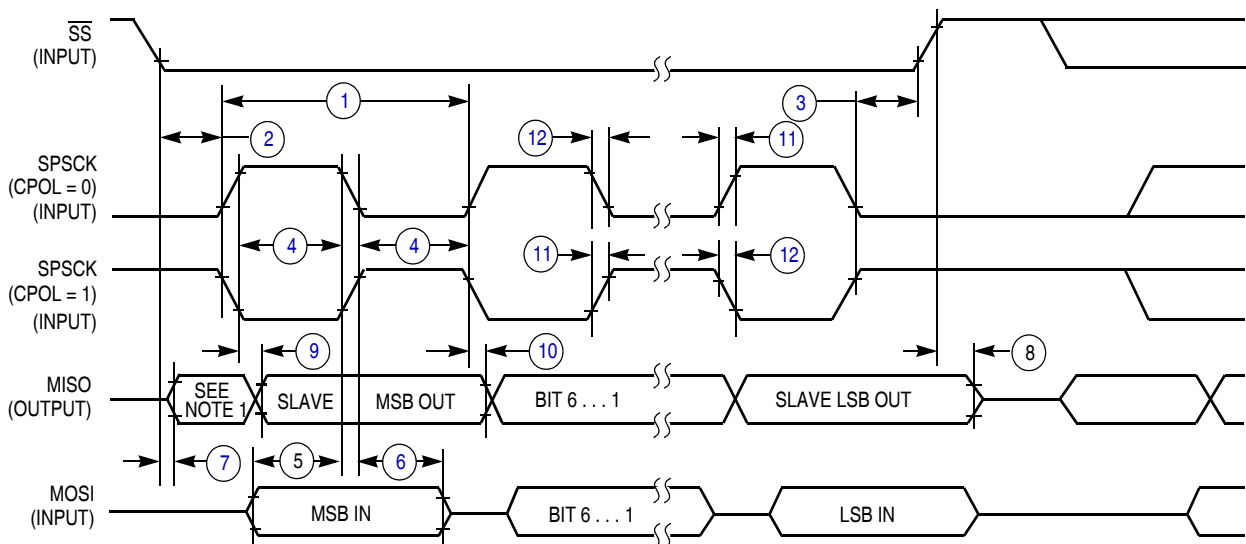 SS
(INPUT)
1
3
2
12
11
SPSCK
(CPOL = 0)
(INPUT)
4
4
11
12
SPSCK
(CPOL = 1)
(INPUT)
9
10
8
MISO
(OUTPUT)
SEE
NOTE 1
SLAVE
MSB OUT
BIT 6 . . . 1
SLAVE LSB OUT
7
5
6
MOSI
(INPUT)
MSB IN
BIT 6 . . . 1
LSB IN